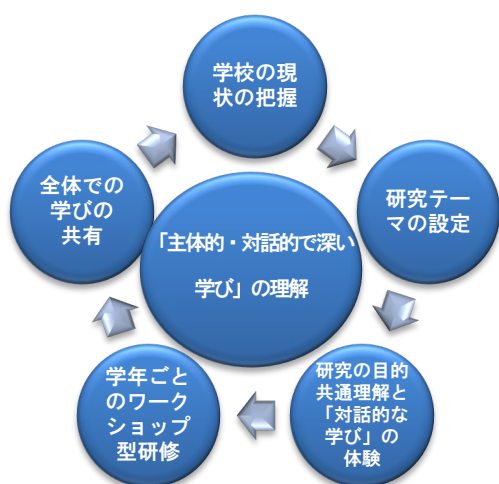 学校の現
状の把握
研究テー
マの設定
研究の目的
共通理解と
「対話的な
学び」の
体験
学年ごと
のワーク
ショップ
型研修
全体での
学びの
共有
「主体的・対話的で深い
学び」の理解